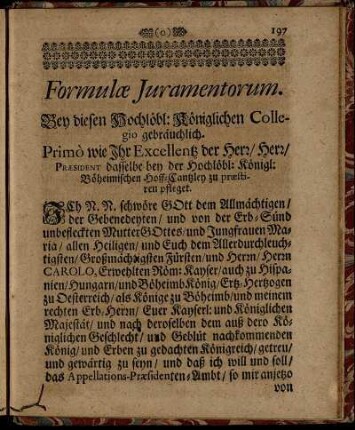 (o) 197
Formulæ Juramentorum.
Bey diesen Hochlöbl: Königlichen Colle-
gio gebräuchlich.
Primò wie Ihr Excellentz der Herr/ Herr/
PRÆSIDENT dasselbe bey der Hochlöbl: Königl:
Böheimischen Hoff-Cantzley zu præsti-
ren pfleget.
ICh N. N. schwöre GOtt dem Allmächtigen/
der Gebenedeyten/ und von der Erb-Sünd
unbefleckten Mutter GOttes/ und Jungfrauen Ma-
ria/ allen Heiligen/ und Euch dem Allerdurchleuch-
tigsten/ Großmächtigsten Fürsten/ und Herrn/ Herrn
CAROLO, Erwehlten Röm: Kayser/ auch zu Hispa-
nien/ Hungarn/ und Böheimb König/ Ertz-Hertzogen
zu Oesterreich/ als Könige zu Böheimb/ und meinem
rechten Erb-Herrn/ Euer Kayserl: und Königlichen
Majestät/ und nach deroselben dem auß dero Kö-
niglichen Geschlecht/ und Geblüt nachkommenden
König/ und Erben zu gedachten Königreich/ getreu/
und gewärtig zu seyn/ und daß ich will und soll/
das Appellations-Præsidenten-Ambt/ so mir anjetzo
von